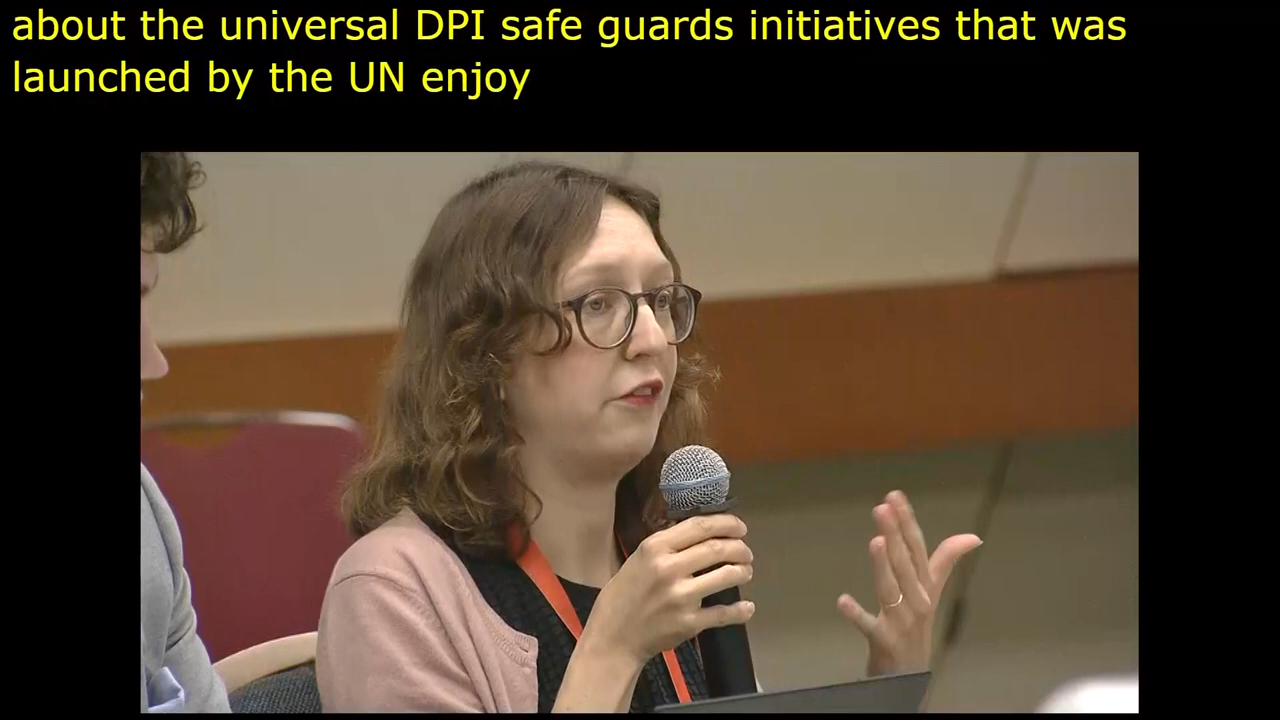 about the universal DPI safe guards initiatives that was
launched by the UN enjoy